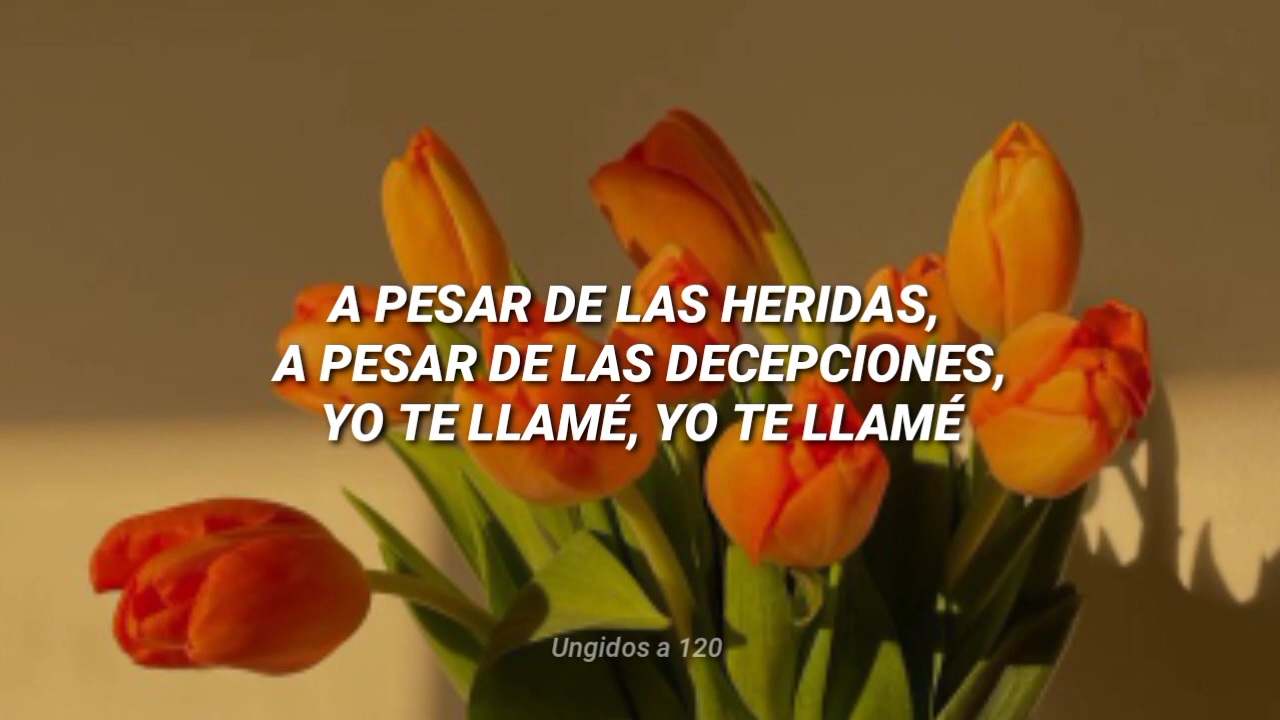 A PESAR DE LAS HERIDAS,
A PESAR DE LAS DECEPCIONES,
YO TE LLAMÉ, YO TE LLAMÉ
Ungidos a 120